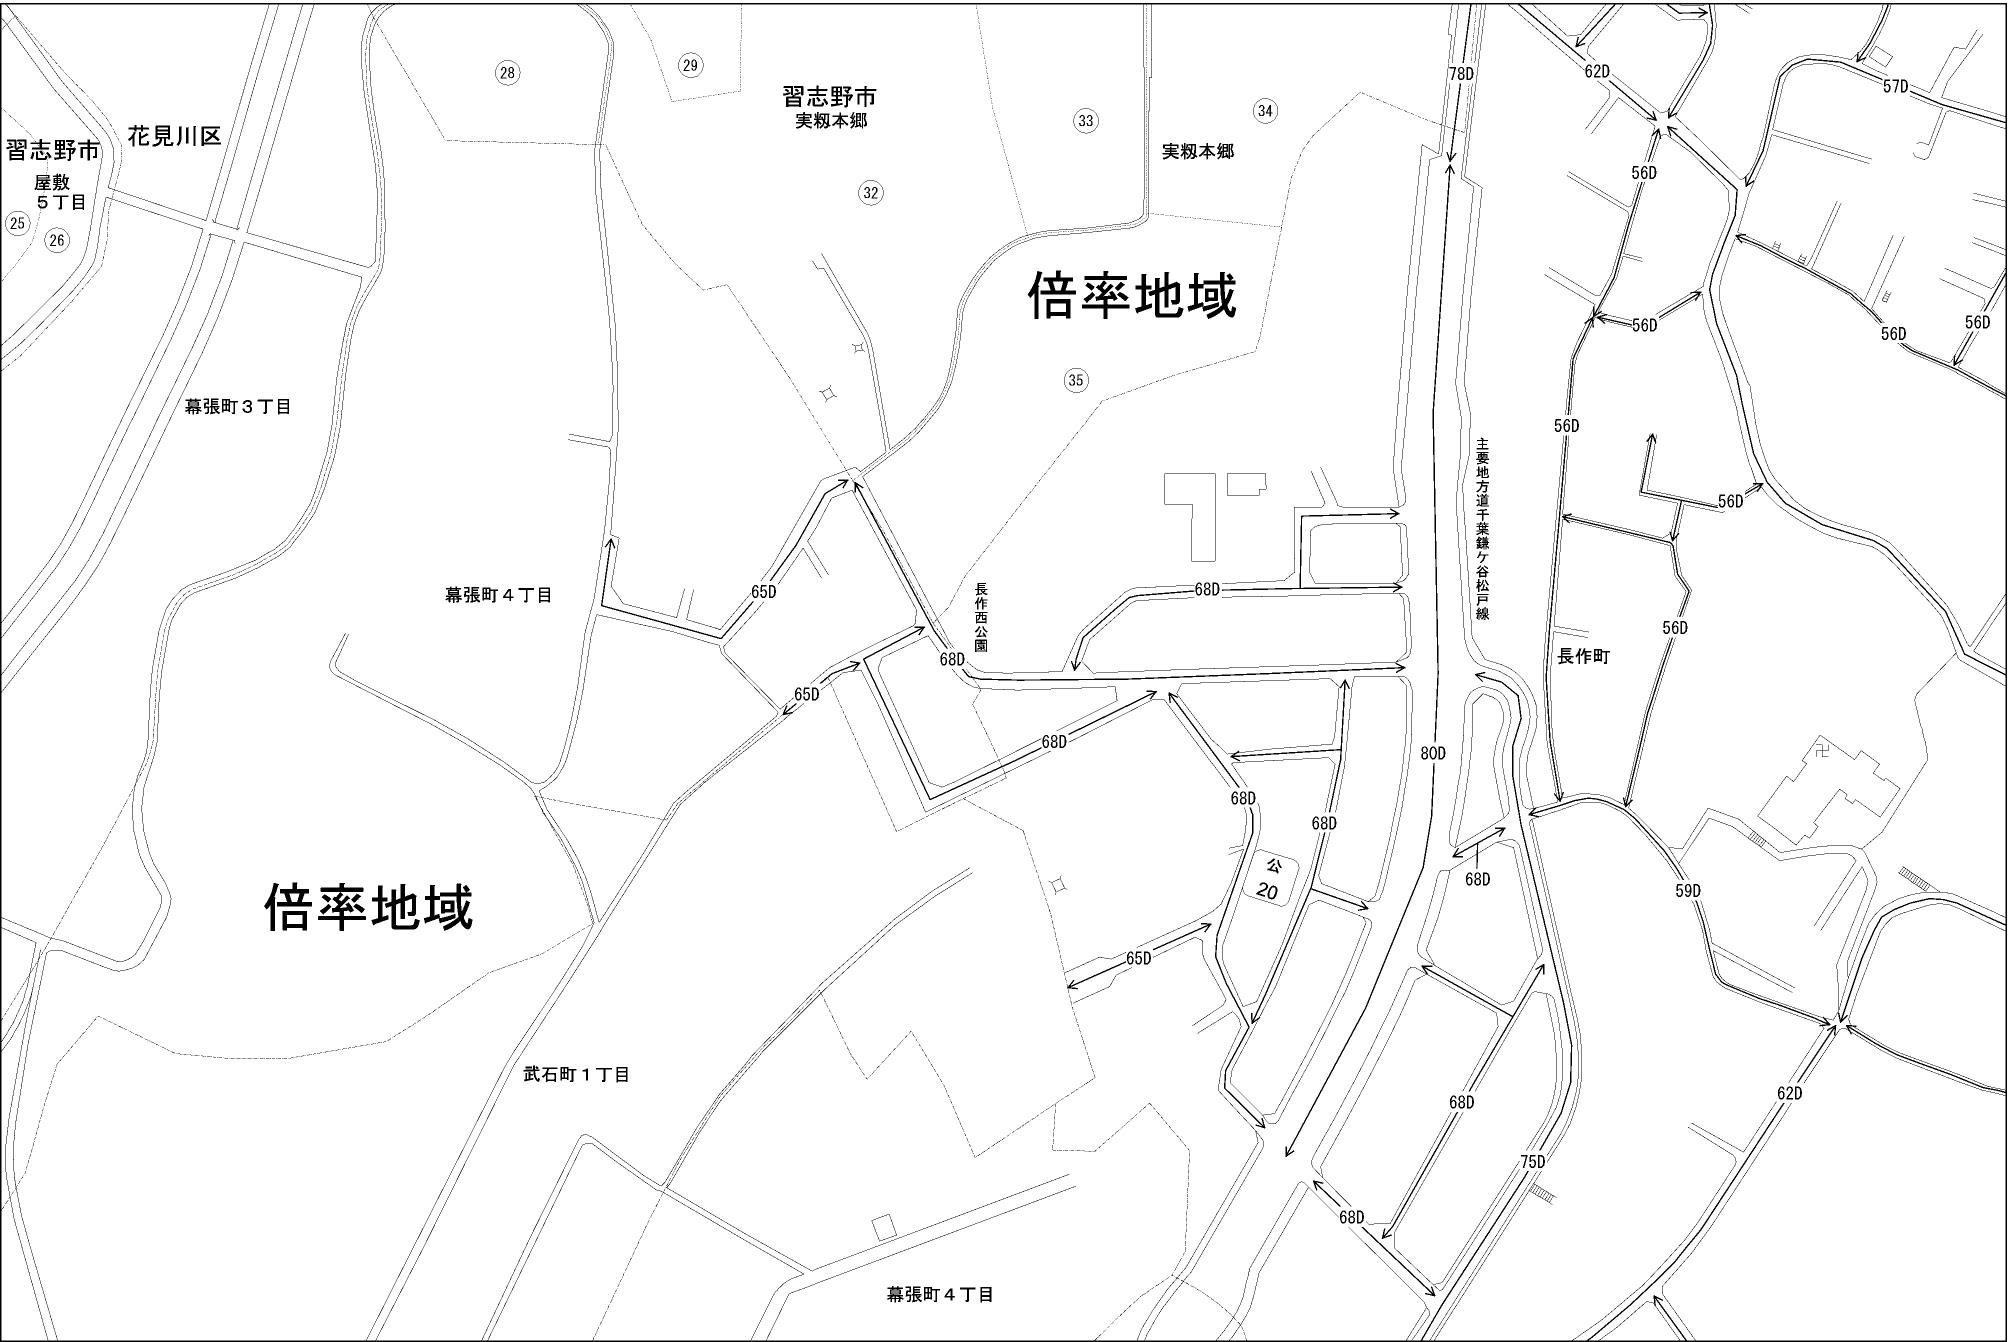 28
29
習志野市
実籾本郷
33
34
実籾本郷
78D
62D
57D
花見川区
習志野市
屋敷
５丁目
25
26
32
56D
倍率地域
35
56D
56D
56D
幕張町３丁目
56D
主要地方道千葉鎌ケ谷松戸線
56D
幕張町４丁目
65D
長作西公園
68D
56D
長作町
68D
65D
68D
80D
卍
68D
68D
公
20
68D
59D
倍率地域
65D
武石町１丁目
68D
62D
75D
68D
幕張町４丁目